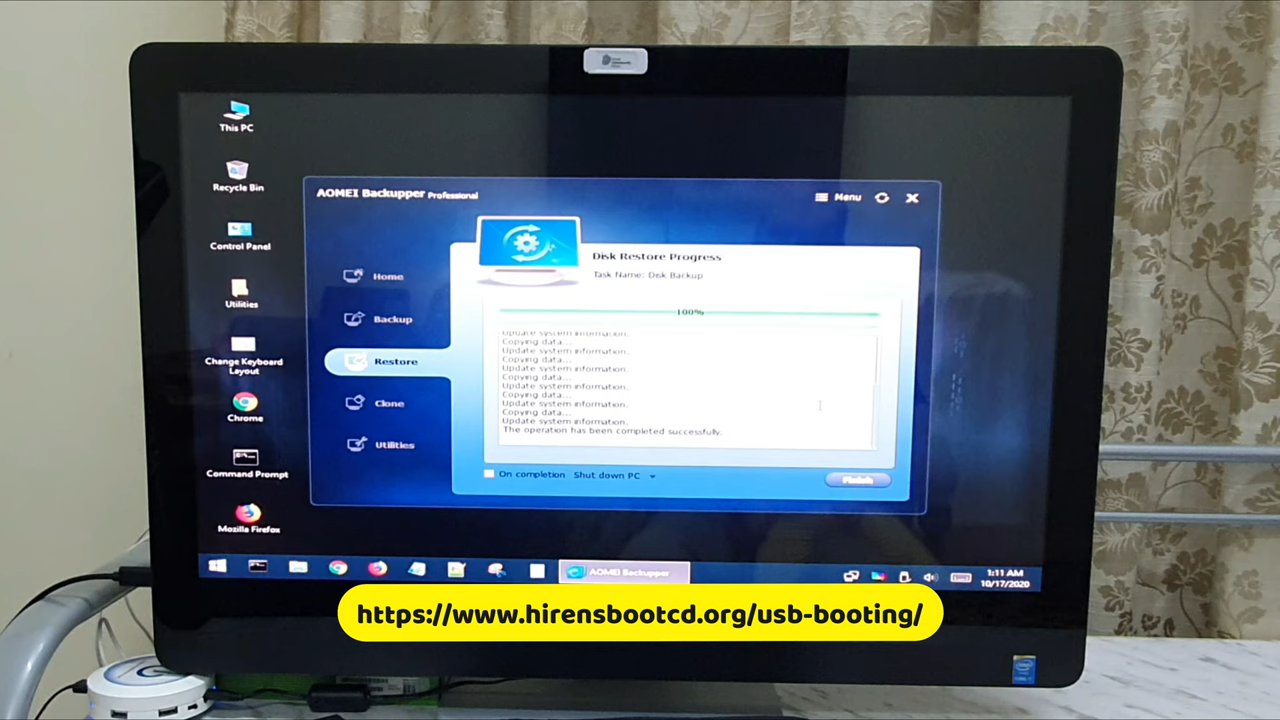 This PC
Recycle Bin
Control Panel
Utilities
Change Keyboard
Layout
Chrome
Command Prompt
Mozilla Firefox
AOMEI Backupper Professional
Menu
Home
Backup
Restore
Clone
Utilities
Disk Restore Progress
Task Name: Disk Backup
100%
Update system information.
Copying data...
Update system information.
Copying data...
Update system information.
Copying data...
Update system information.
Copying data...
Update system information.
Copying data...
Update system information.
The operation has been completed successfully.
On completion Shut down PC
Finish
AOMEI Backupper
1:11 AM
10/17/2020
https://www.hirensbootcd.org/usb-booting/